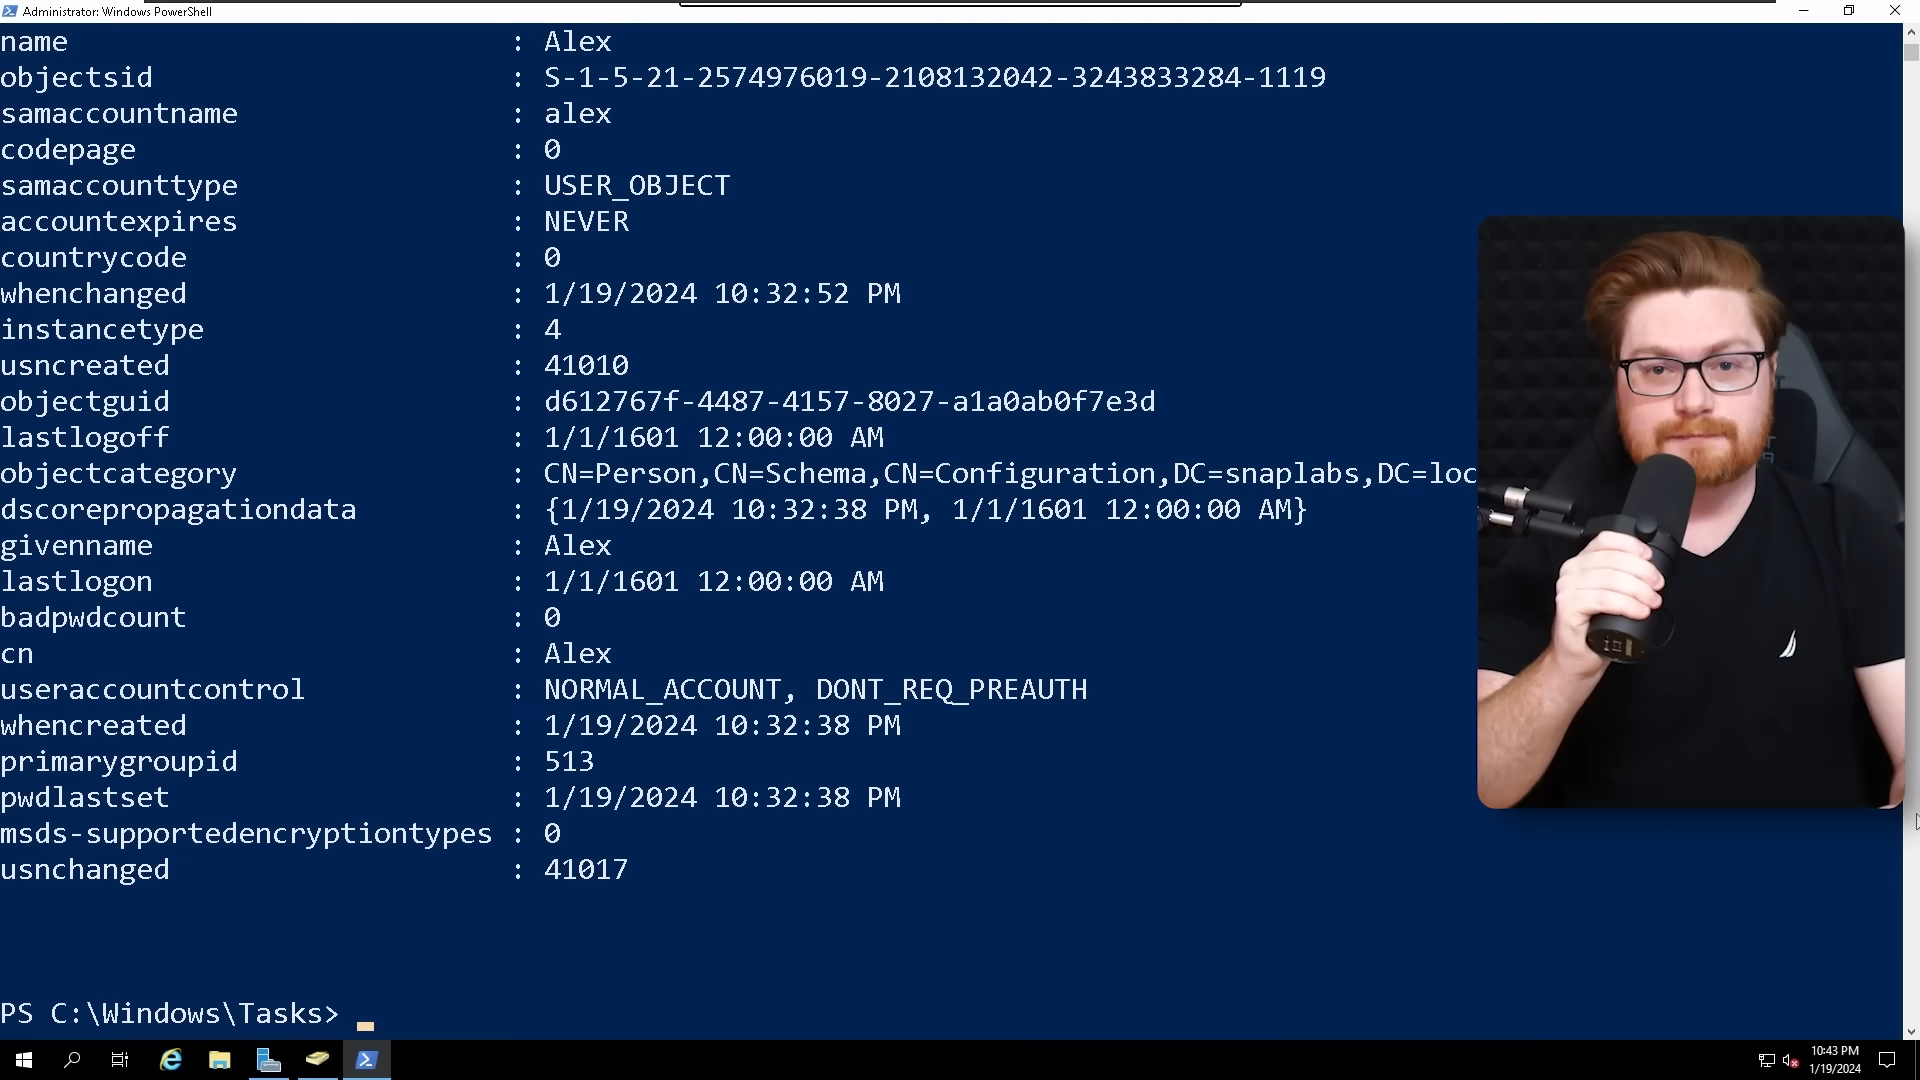 Administrator: Windows PowerShell
name : Alex
objectsid : S-1-5-21-2574976019-2108132042-3243833284-1119
samaccountname : alex
codepage : 0
samaccounttype : USER_OBJECT
accountexpires : NEVER
countrycode : 0
whenchanged : 1/19/2024 10:32:52 PM
instancetype : 4
usncreated : 41010
objectguid : d612767f-4487-4157-8027-a1a0ab0f7e3d
lastlogoff : 1/1/1601 12:00:00 AM
objectcategory : CN=Person,CN=Schema,CN=Configuration,DC=snaplabs,DC=loc
dscorepropagationdata : {1/19/2024 10:32:38 PM, 1/1/1601 12:00:00 AM}
givenname : Alex
lastlogon : 1/1/1601 12:00:00 AM
badpwdcount : 0
cn : Alex
useraccountcontrol : NORMAL_ACCOUNT, DONT_REQ_PREAUTH
whencreated : 1/19/2024 10:32:38 PM
primarygroupid : 513
pwdlastset : 1/19/2024 10:32:38 PM
msds-supportedencryptiontypes : 0
usnchanged : 41017
PS C:\Windows\Tasks>
10:43 PM
1/19/2024